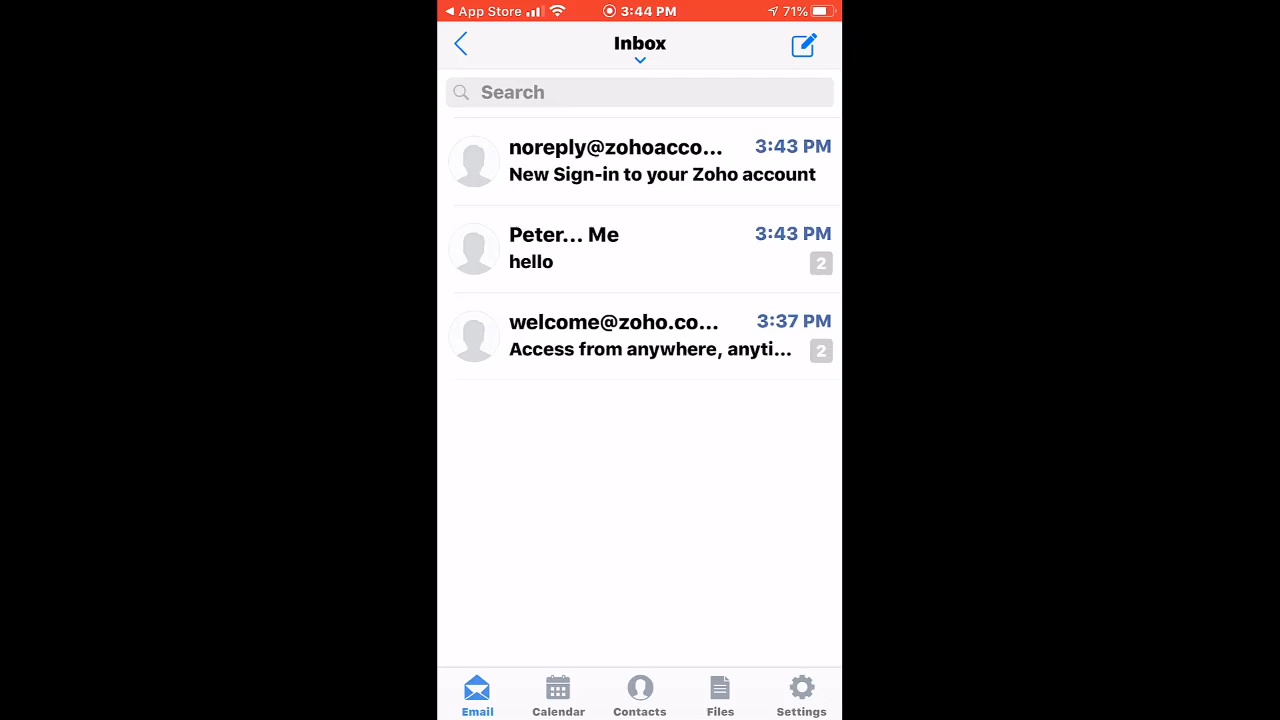 App Store 3:44 PM 71%
Inbox
Search
noreply@zohoacco... 3:43 PM
New Sign-in to your Zoho account
Peter... Me 3:43 PM
hello 2
welcome@zoho.co... 3:37 PM
Access from anywhere, anyti... 2
Email Calendar Contacts Files Settings